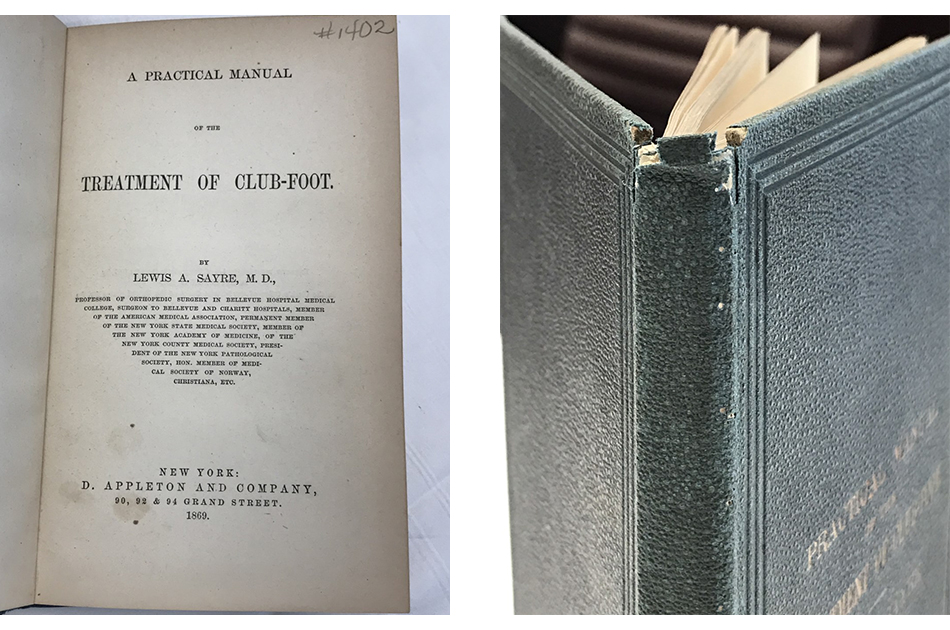 #1402
A PRACTICAL MANUAL
OF THE
TREATMENT OF CLUB-FOOT.
BY
LEWIS A. SAYRE, M. D.,
PROFESSOR OF ORTHOPEDIC SURGERY IN BELLEVUE HOSPITAL MEDICAL
COLLEGE, SURGEON TO BELLEVUE AND CHARITY HOSPITALS, MEMBER
OF THE AMERICAN MEDICAL ASSOCIATION, PERMANENT MEMBER
OF THE NEW YORK STATE MEDICAL SOCIETY, MEMBER OF
THE NEW YORK ACADEMY OF MEDICINE, OF THE
NEW YORK COUNTY MEDICAL SOCIETY, PRESI-
DENT OF THE NEW YORK PATHOLOGICAL
SOCIETY, HON. MEMBER OF MEDI-
CAL SOCIETY OF NORWAY,
CHRISTIANA, ETC.
NEW YORK:
D. APPLETON AND COMPANY,
90, 92 & 94 GRAND STREET.
1869.
PRACTICAL